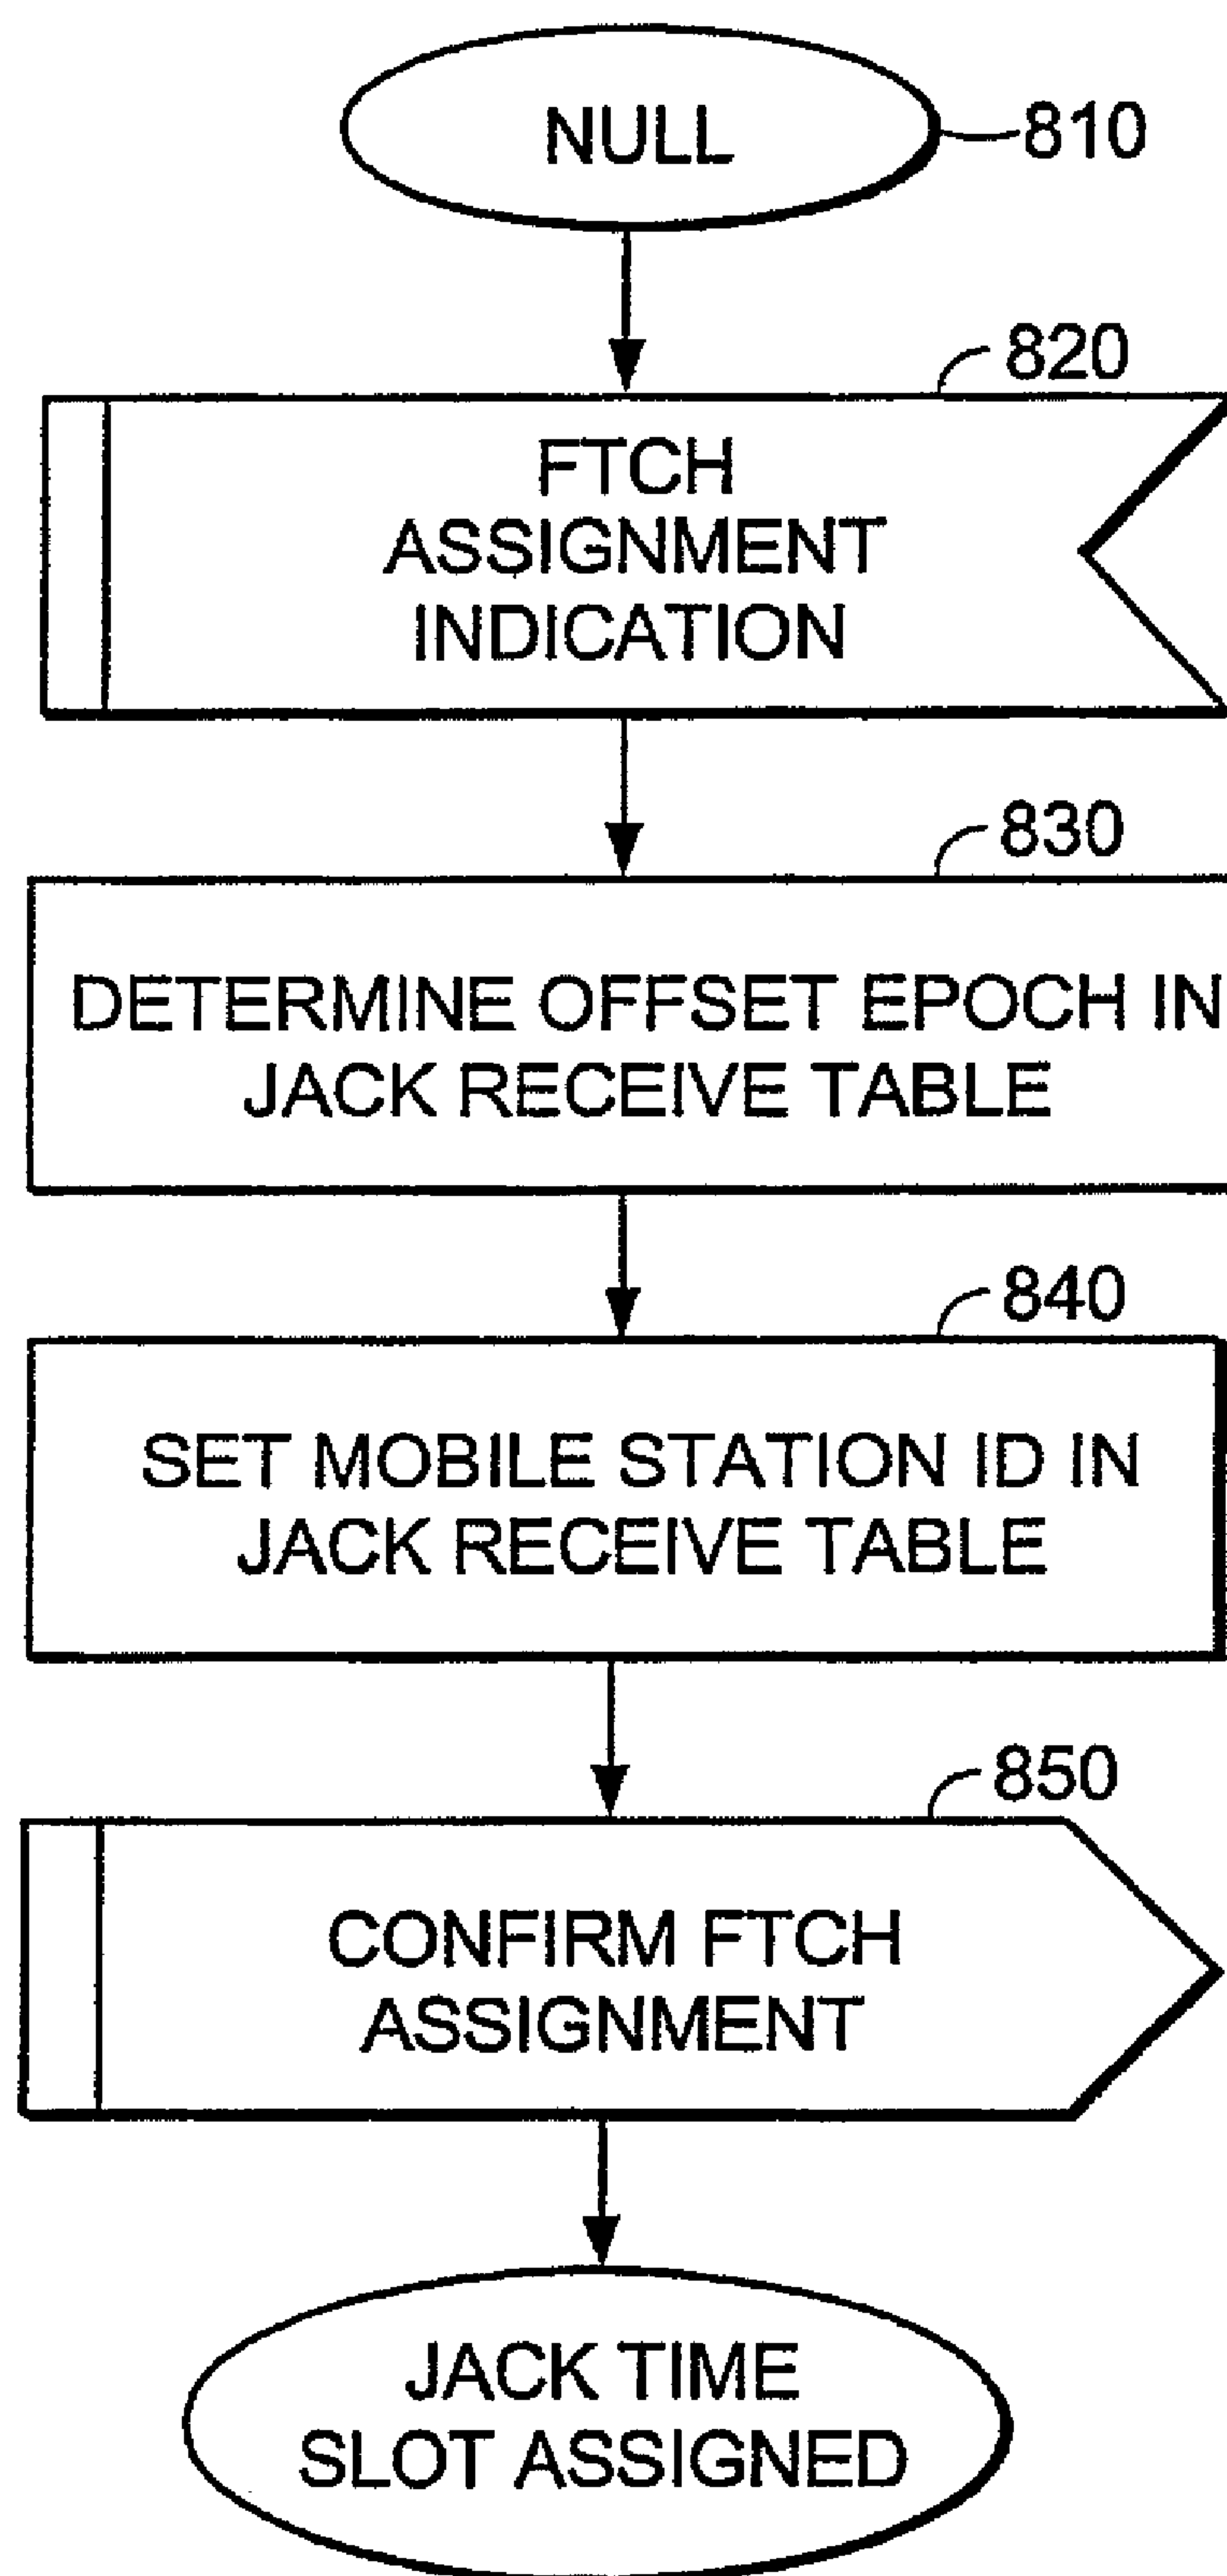 NULL
810
820
FTCH
ASSIGNMENT
INDICATION
830
DETERMINE OFFSET EPOCH IN
JACK RECEIVE TABLE
840
SET MOBILE STATION ID IN
JACK RECEIVE TABLE
850
CONFIRM FTCH
ASSIGNMENT
JACK TIME
SLOT ASSIGNED